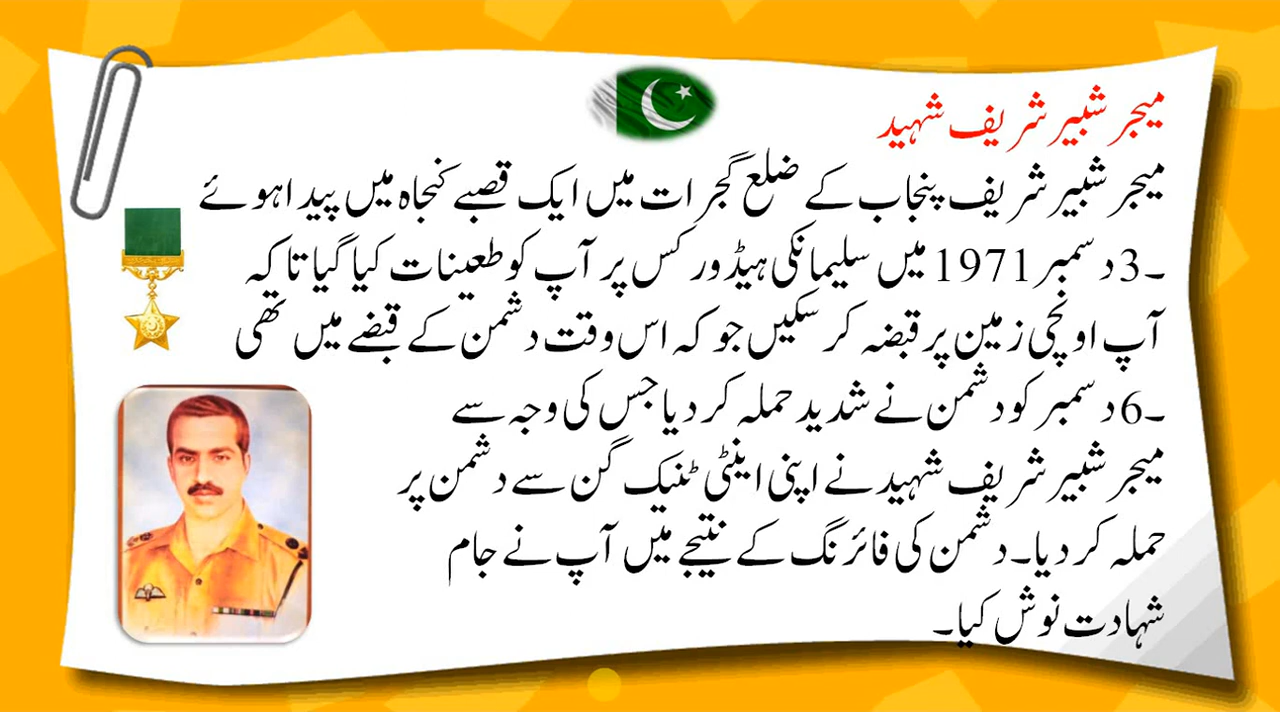 میجر شبیر شریف شہید
میجر شبیر شریف پنجاب کے ضلع گجرات میں ایک قصبے کنجاہ میں پیدا ہوئے
۔3 دسمبر 1971 میں سلیمانکی ہیڈورکس پر آپ کو طعینات کیا گیا تاکہ
آپ اونچی زمین پر قبضہ کر سکیں جو کہ اس وقت دشمن کے قبضے میں تھی
۔6 دسمبر کو دشمن نے شدید حملہ کر دیا جس کی وجہ سے
میجر شبیر شریف شہید نے اپنی اینٹی ٹنیک گن سے دشمن پر
حملہ کر دیا۔ دشمن کی فائرنگ کے نتیجے میں آپ نے جام
شہادت نوش کیا۔